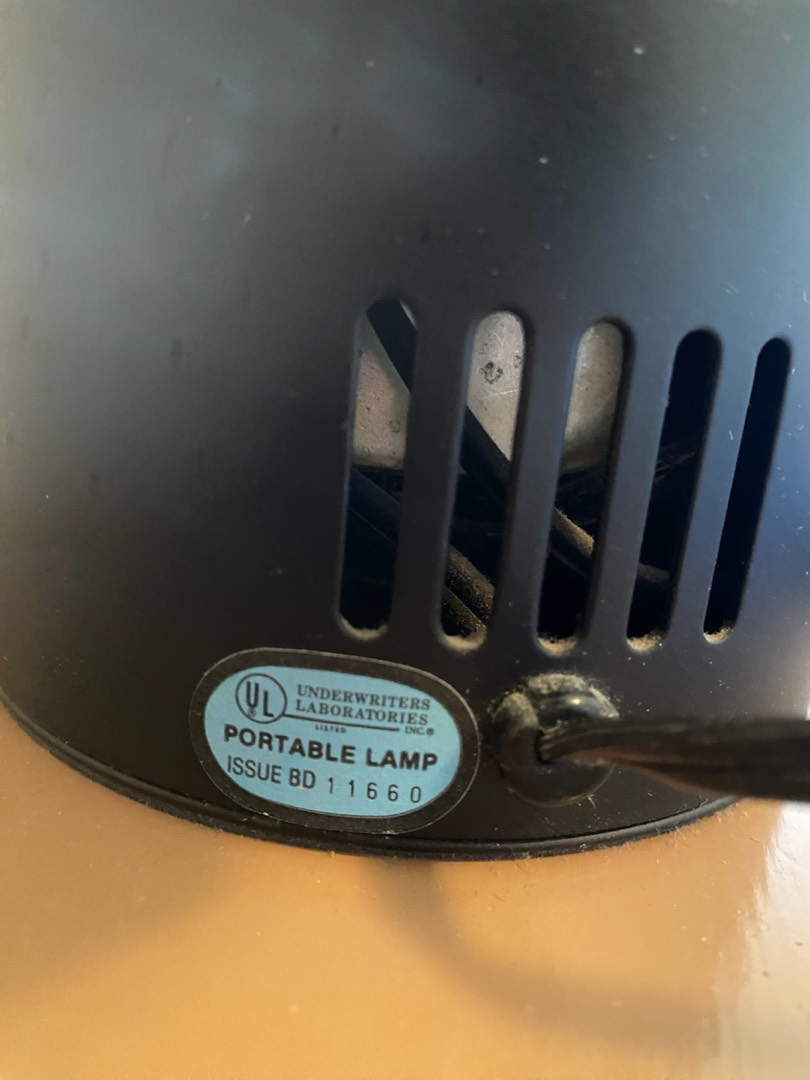 UL ®
UNDERWRITERS
LABORATORIES
LISTED INC.®
PORTABLE LAMP
ISSUE BD 11660